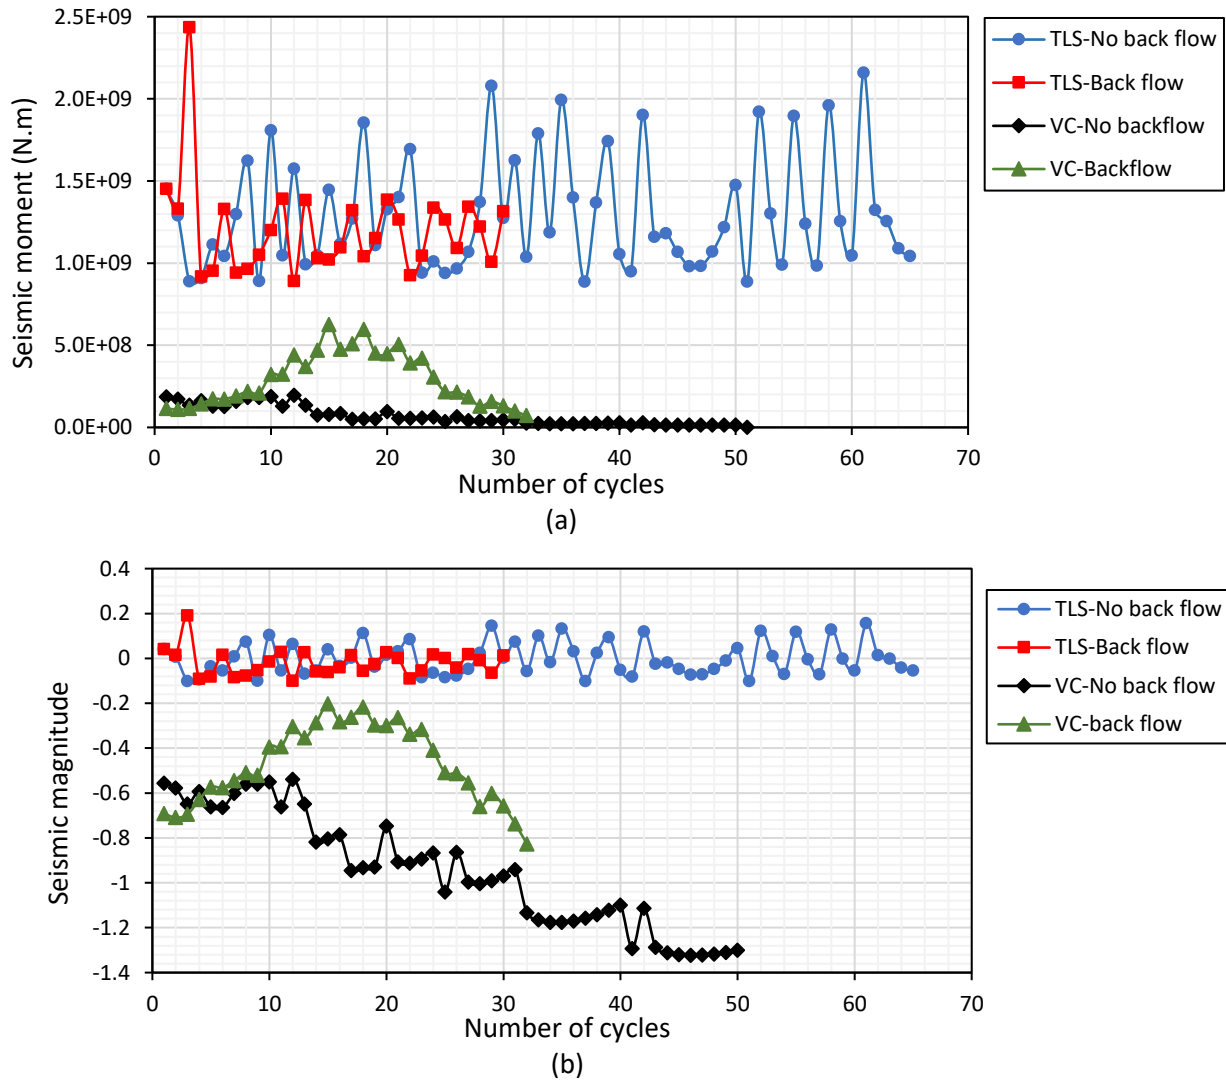 2.5E+09
2.0E+09
1.5E+09
1.0E+09
5.0E+08
0.0E+00
Seismic moment (N.m)
0 10 20 30 40 50 60 70
Number of cycles
(a)
TLS-No back flow
TLS-Back flow
VC-No backflow
VC-Backflow
0.4
0.2
0
-0.2
-0.4
-0.6
-0.8
-1
-1.2
-1.4
Seismic magnitude
0 10 20 30 40 50 60 70
Number of cycles
(b)
TLS-No back flow
TLS-Back flow
VC-No back flow
VC-back flow